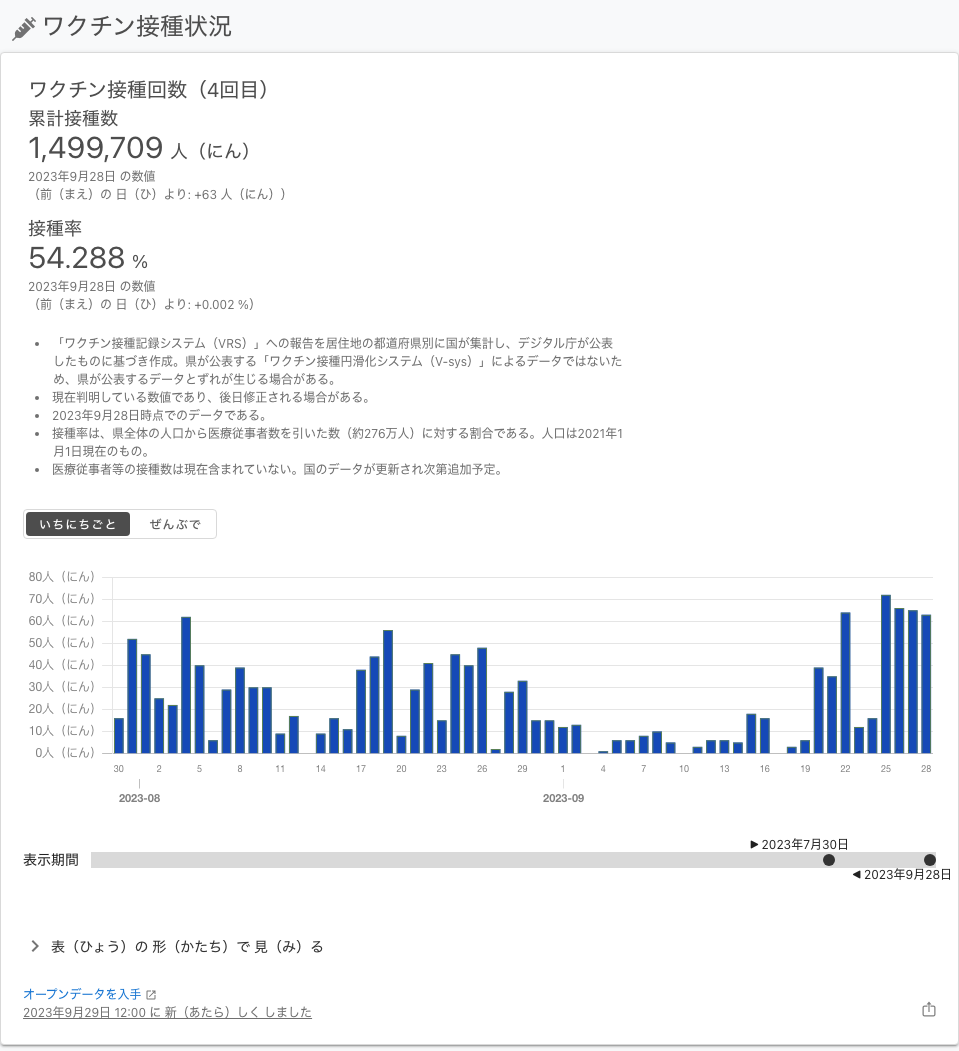 ワクチン接種状況
ワクチン接種回数（4回目）
累計接種数
1,499,709 人（にん）
2023年9月28日 の数値
（前（まえ）の 日（ひ）より: +63 人（にん））
接種率
54.288 %
2023年9月28日 の数値
（前（まえ）の 日（ひ）より: +0.002 %）
• 「ワクチン接種記録システム（VRS）」への報告を居住地の都道府県別に国が集計し、デジタル庁が公表
したものに基づき作成。県が公表する「ワクチン接種円滑化システム（V-sys）」によるデータではないた
め、県が公表するデータとずれが生じる場合がある。
• 現在判明している数値であり、後日修正される場合がある。
• 2023年9月28日時点でのデータである。
• 接種率は、県全体の人口から医療従事者数を引いた数（約276万人）に対する割合である。人口は2021年1
月1日現在のもの。
• 医療従事者等の接種数は現在含まれていない。国のデータが更新され次第追加予定。
いちにちごと ぜんぶで
80人（にん）
70人（にん）
60人（にん）
50人（にん）
40人（にん）
30人（にん）
20人（にん）
10人（にん）
0人（にん）
30 2 5 8 11 14 17 20 23 26 29 1 4 7 10 13 16 19 22 25 28
2023-08 2023-09
▶ 2023年7月30日
表示期間
◀ 2023年9月28日
表（ひょう）の 形（かたち）で 見（み）る
オープンデータを入手
2023年9月29日 12:00 に 新（あたら）しく しました